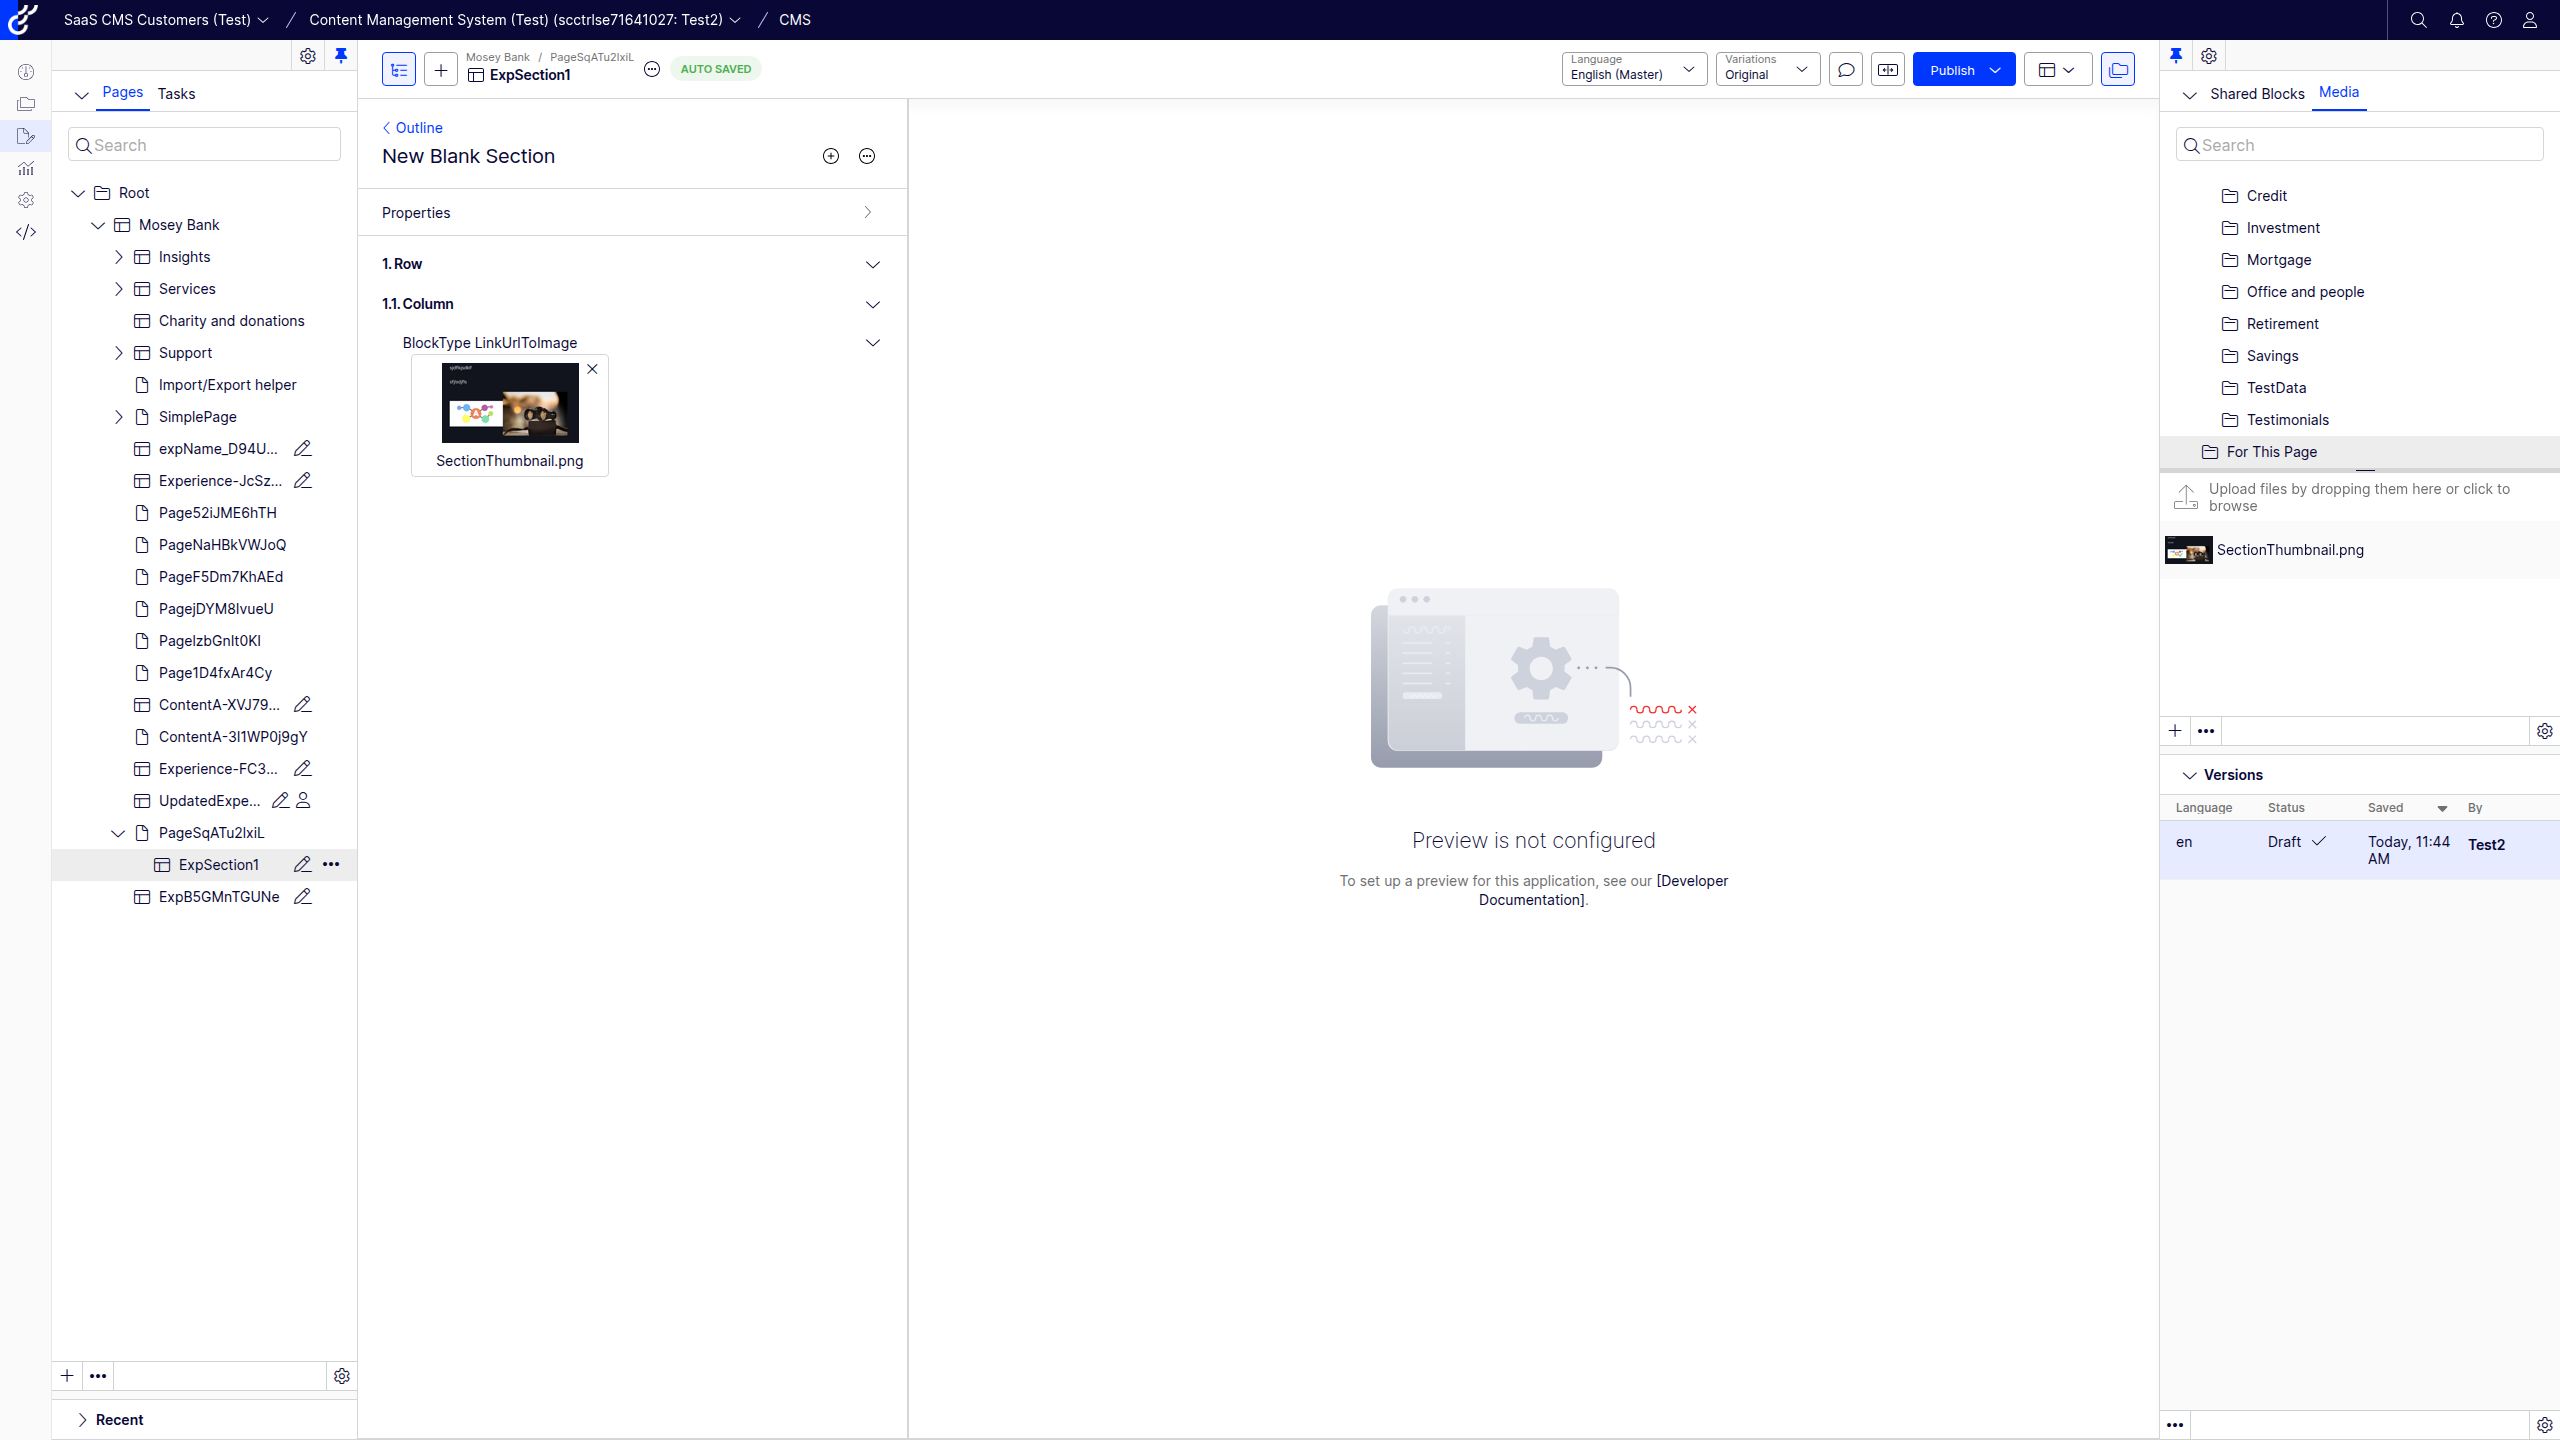 SaaS CMS Customers (Test)
Content Management System (Test) (scctrlse71641027: Test2)
CMS
Pages
Tasks
Search
Root
Mosey Bank
Insights
Services
Charity and donations
Support
Import/Export helper
SimplePage
expName_D94U...
Experience-JcSz...
Page52iJME6hTH
PageNaHBkVWJoQ
PageF5Dm7KhAEd
PagejDYM8IvueU
PageIzbGnIt0KI
Page1D4fxAr4Cy
ContentA-XVJ79...
ContentA-3I1WP0j9gY
Experience-FC3...
UpdatedExpe...
PageSqATu2lxiL
ExpSection1
ExpB5GMnTGUNe
Recent
Mosey Bank / PageSqATu2lxiL
ExpSection1
AUTO SAVED
Language
English (Master)
Variations
Original
Publish
Outline
New Blank Section
Properties
1. Row
1.1. Column
BlockType LinkUrlToImage
SectionThumbnail.png
Preview is not configured
To set up a preview for this application, see our [Developer
Documentation].
Shared Blocks
Media
Search
Credit
Investment
Mortgage
Office and people
Retirement
Savings
TestData
Testimonials
For This Page
Upload files by dropping them here or click to
browse
SectionThumbnail.png
Versions
Language Status Saved By
en Draft Today, 11:44 Test2
AM